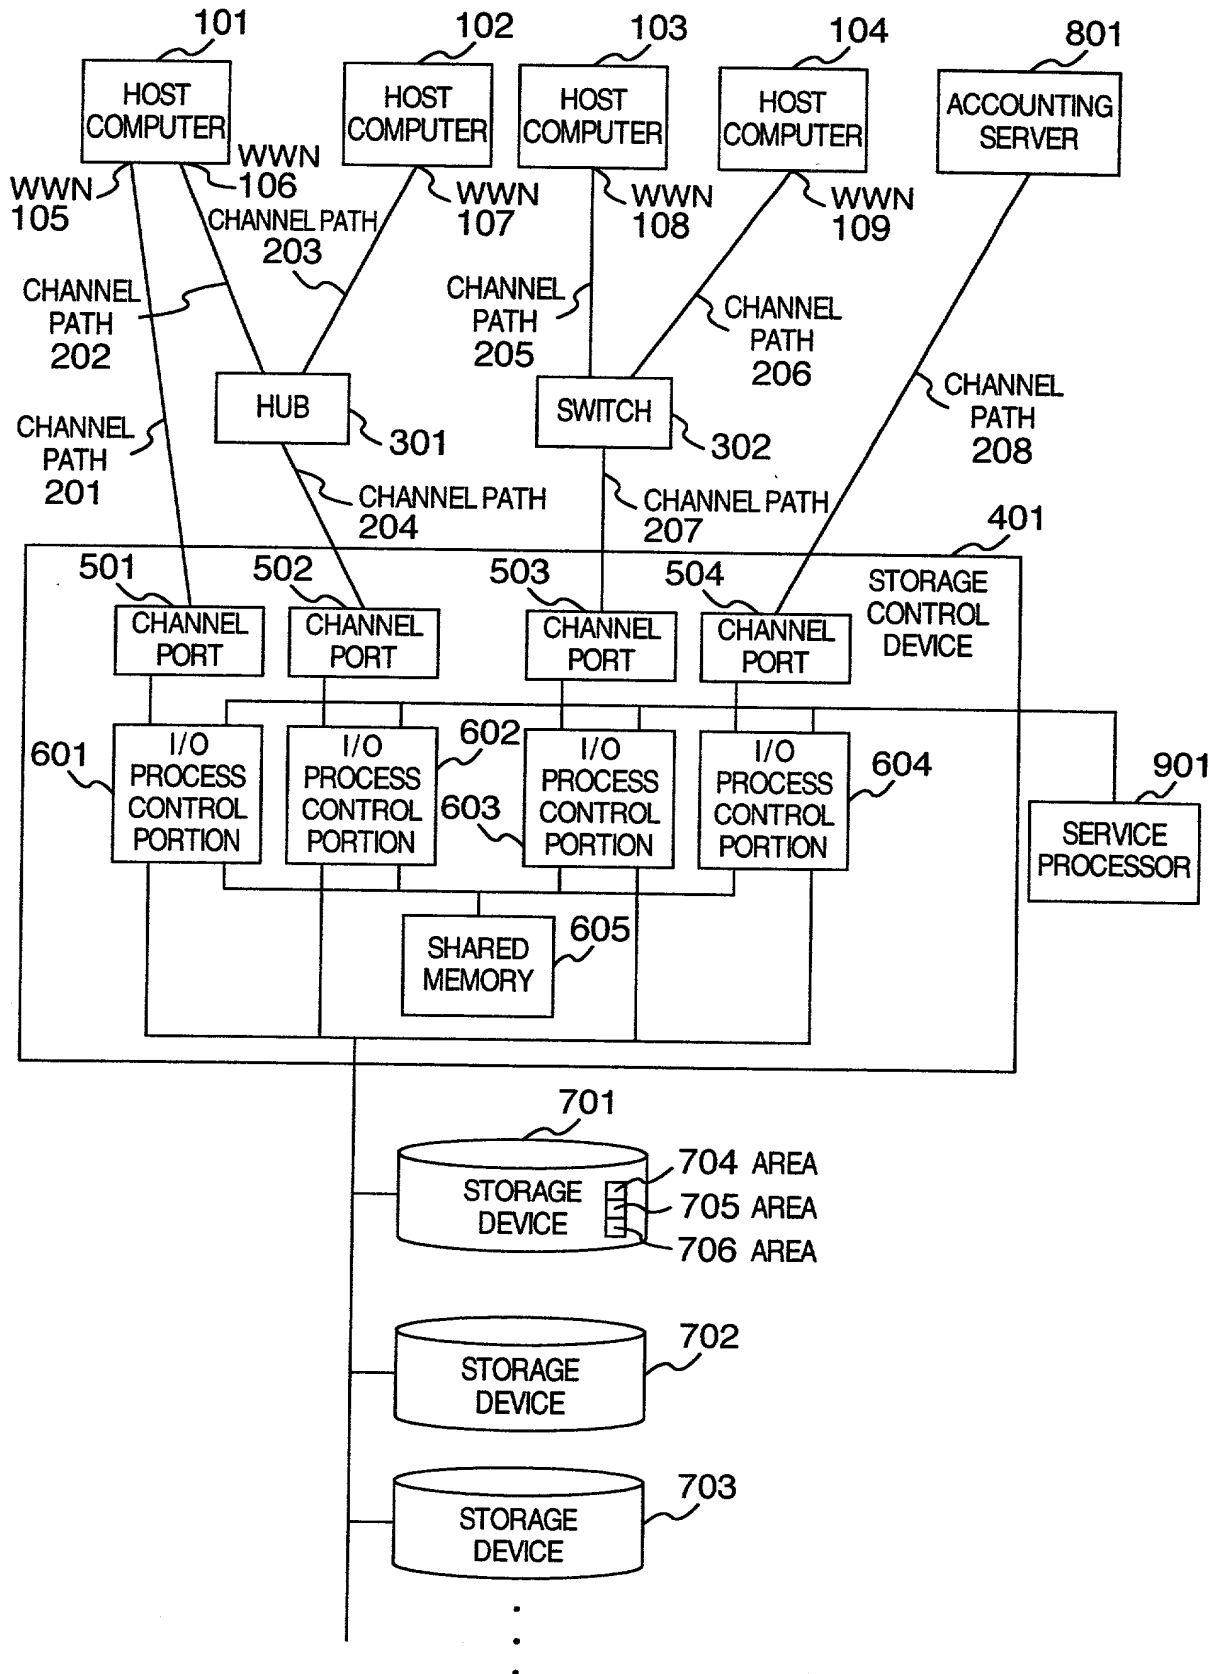 101
102
103
104
801
HOST
COMPUTER
HOST
COMPUTER
HOST
COMPUTER
HOST
COMPUTER
ACCOUNTING
SERVER
WWN
105
WWN
106
WWN
107
WWN
108
WWN
109
CHANNEL PATH
203
CHANNEL
PATH
202
CHANNEL
PATH
205
CHANNEL
PATH
206
CHANNEL
PATH
208
HUB
301
SWITCH
302
CHANNEL
PATH
201
CHANNEL PATH
204
CHANNEL PATH
207
401
STORAGE
CONTROL
DEVICE
501
502
503
504
CHANNEL
PORT
CHANNEL
PORT
CHANNEL
PORT
CHANNEL
PORT
601
I/O
PROCESS
CONTROL
PORTION
602
I/O
PROCESS
CONTROL
PORTION
603
I/O
PROCESS
CONTROL
PORTION
604
I/O
PROCESS
CONTROL
PORTION
901
SERVICE
PROCESSOR
605
SHARED
MEMORY
701
STORAGE
DEVICE
704 AREA
705 AREA
706 AREA
702
STORAGE
DEVICE
703
STORAGE
DEVICE